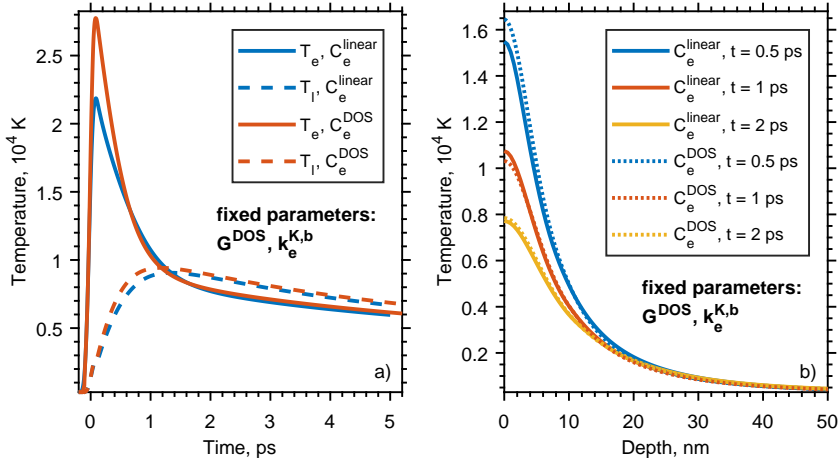 Temperature, 10^4 K
2.5
2
1.5
1
0.5
T_e, C_e^linear
T_l, C_e^linear
T_e, C_e^DOS
T_l, C_e^DOS
fixed parameters:
G^DOS, k_e^K,b
a)
0 1 2 3 4 5
Time, ps
Temperature, 10^4 K
1.6
1.4
1.2
1
0.8
0.6
0.4
0.2
C_e^linear, t = 0.5 ps
C_e^linear, t = 1 ps
C_e^linear, t = 2 ps
C_e^DOS, t = 0.5 ps
C_e^DOS, t = 1 ps
C_e^DOS, t = 2 ps
fixed parameters:
G^DOS, k_e^K,b
b)
0 10 20 30 40 50
Depth, nm